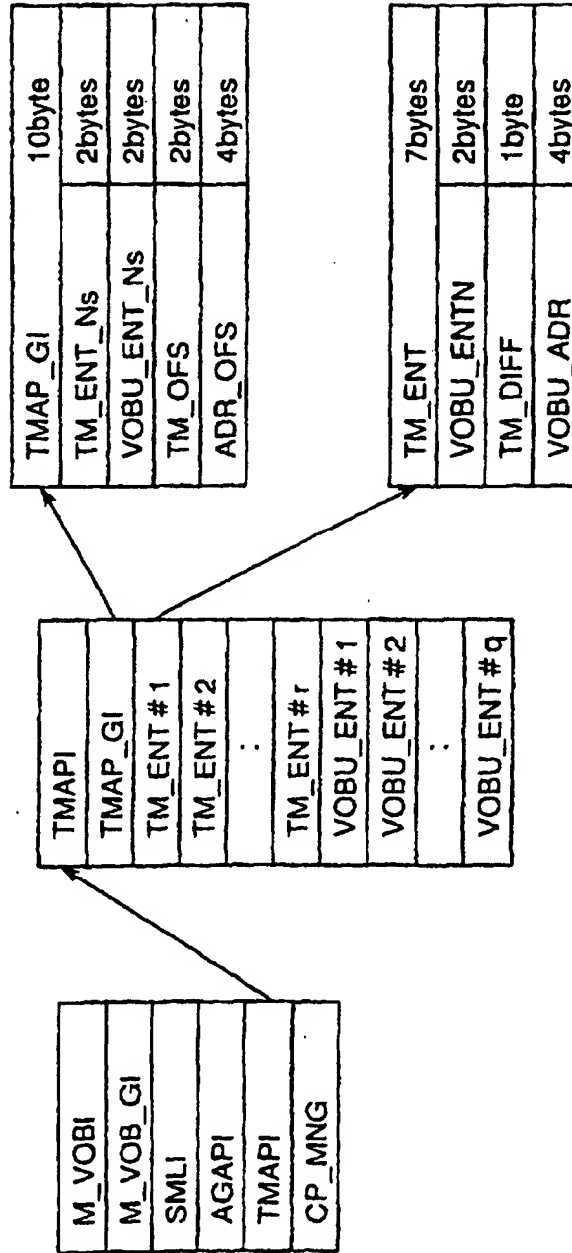 M_VOBI
M_VOB_GI
SMLI
AGAPI
TMAPI
CP_MNG
TMAPI
TMAP_GI
TM_ENT#1
TM_ENT#2
:
TM_ENT#r
VOBU_ENT#1
VOBU_ENT#2
:
VOBU_ENT#q
TMAP_GI 10byte
TM_ENT_Ns 2bytes
VOBU_ENT_Ns 2bytes
TM_OFS 2bytes
ADR_OFS 4bytes
TM_ENT 7bytes
VOBU_ENTN 2bytes
TM_DIFF 1byte
VOBU_ADR 4bytes